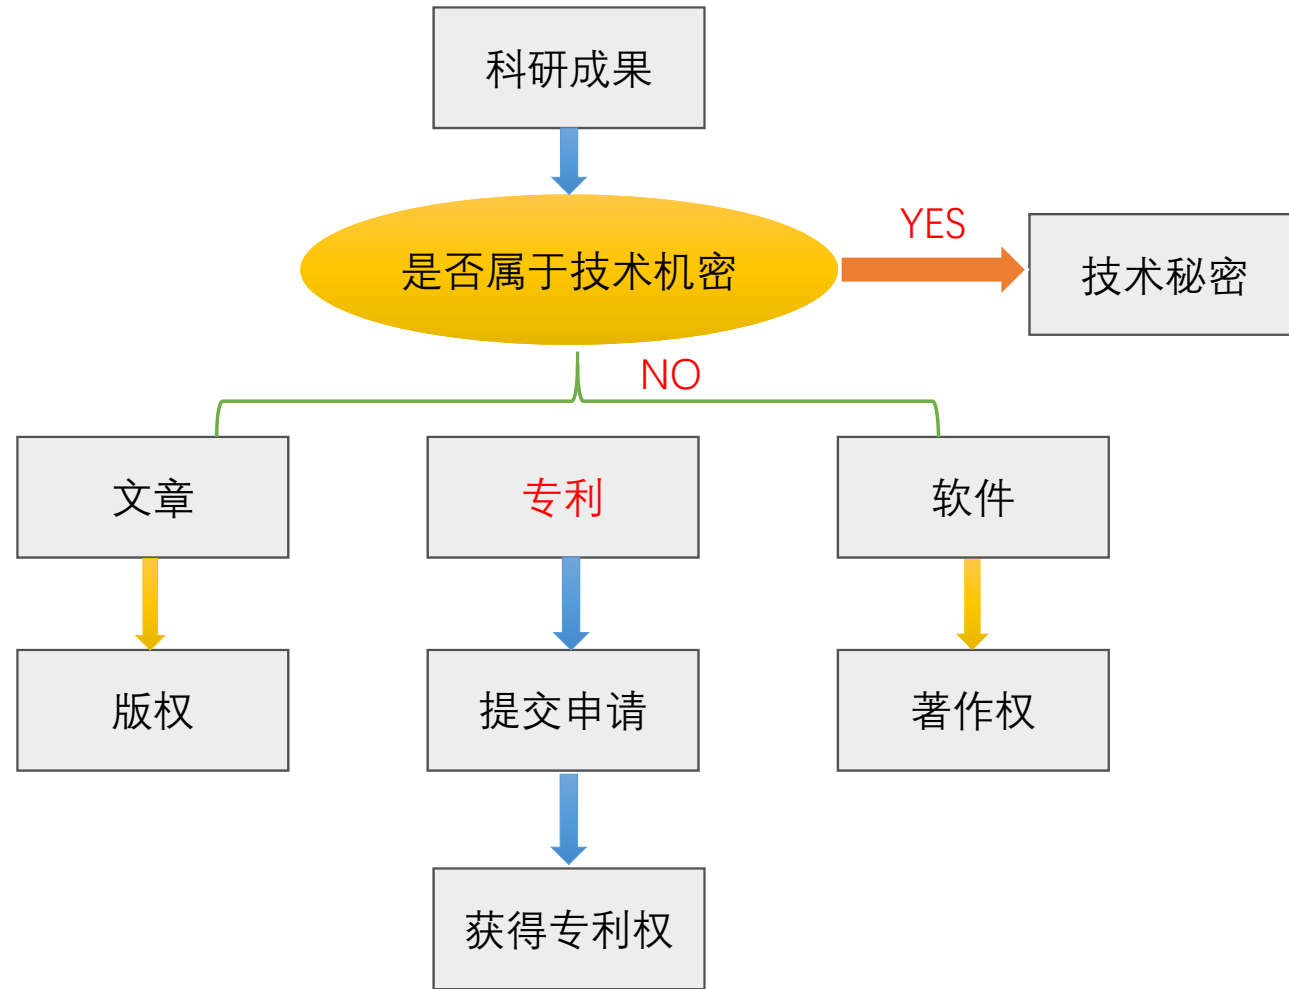 科研成果
是否属于技术机密
YES
技术秘密
NO
文章
专利
软件
版权
提交申请
著作权
获得专利权